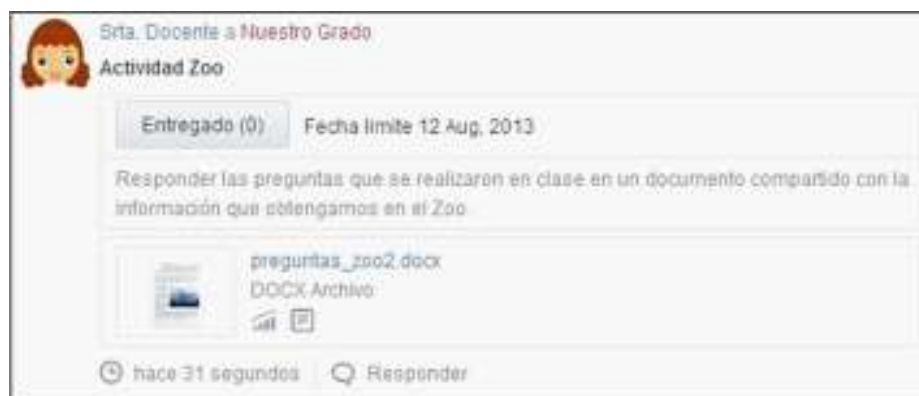 Srta. Docente a Nuestro Grado
Actividad Zoo
Entregado (0) Fecha limite 12 Aug, 2013
Responder las preguntas que se realizaron en clase en un documento compartido con la
información que obtengamos en el Zoo.
preguntas_zoo2.docx
DOCX Archivo
hace 31 segundos Responder